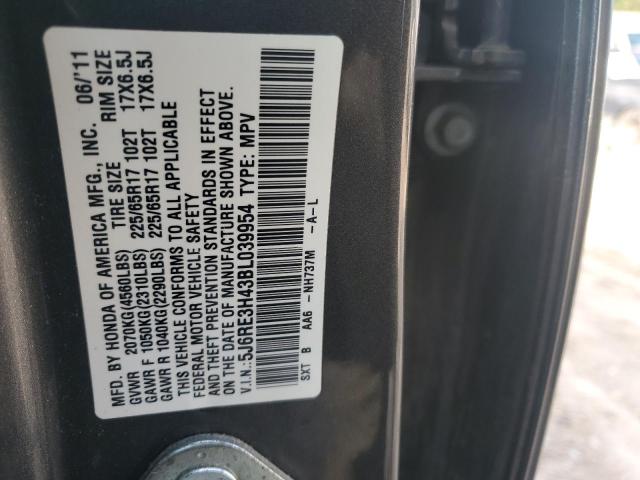 MFD. BY HONDA OF AMERICA MFG., INC. 06/'11
TIRE SIZE RIM SIZE
GVWR 2070KG(4560LBS)
GAWR F 1050KG(2310LBS) 225/65R17 102T 17X6.5J
GAWR R 1040KG(2290LBS) 225/65R17 102T 17X6.5J
THIS VEHICLE CONFORMS TO ALL APPLICABLE
FEDERAL MOTOR VEHICLE SAFETY
AND THEFT PREVENTION STANDARDS IN EFFECT
ON THE DATE OF MANUFACTURE SHOWN ABOVE.
V.I.N.: 5J6RE3H43BL039954 TYPE: MPV
SXT B AA6 -NH737M -A-L